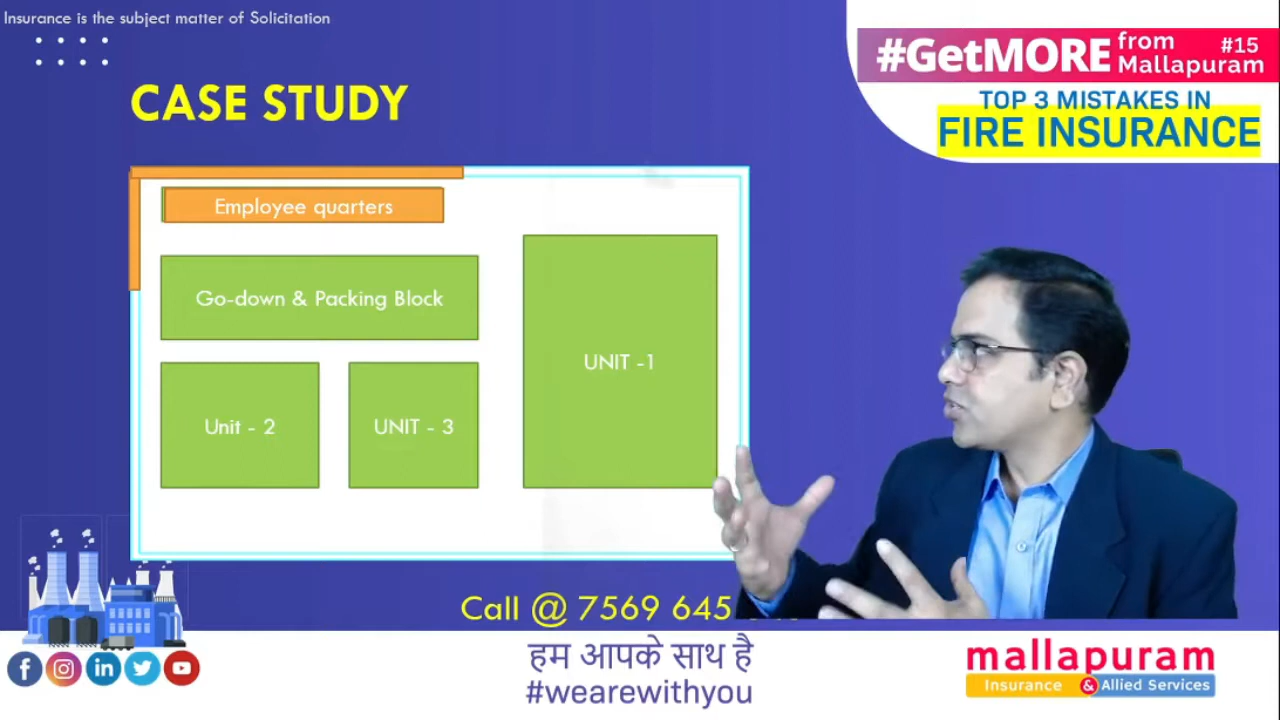 Insurance is the subject matter of Solicitation
#GetMORE from Mallapuram #15
TOP 3 MISTAKES IN
FIRE INSURANCE
CASE STUDY
Employee quarters
Go-down & Packing Block
UNIT -1
Unit - 2
UNIT - 3
Call @ 7569 645
हम आपके साथ है
#wearewithyou
mallapuram
Insurance & Allied Services